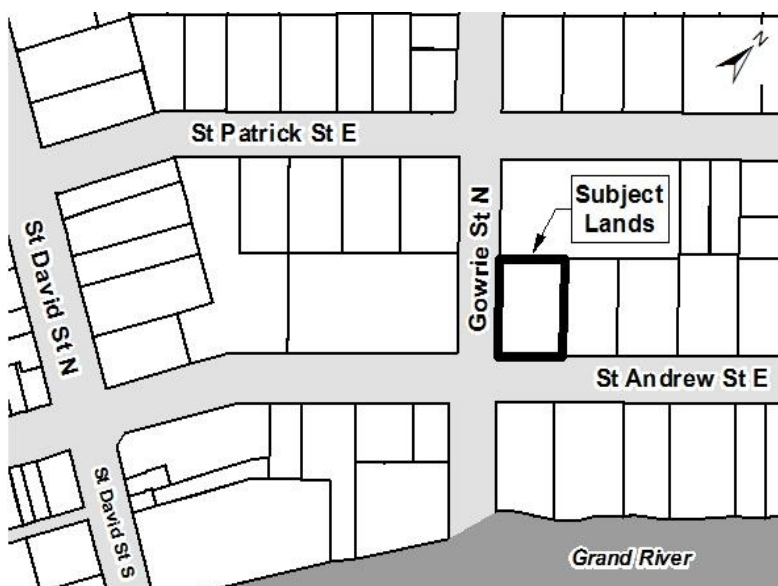 N
St Patrick St E
Subject
Lands
Gowrie St N
St David St N
St Andrew St E
St David St S
Grand River